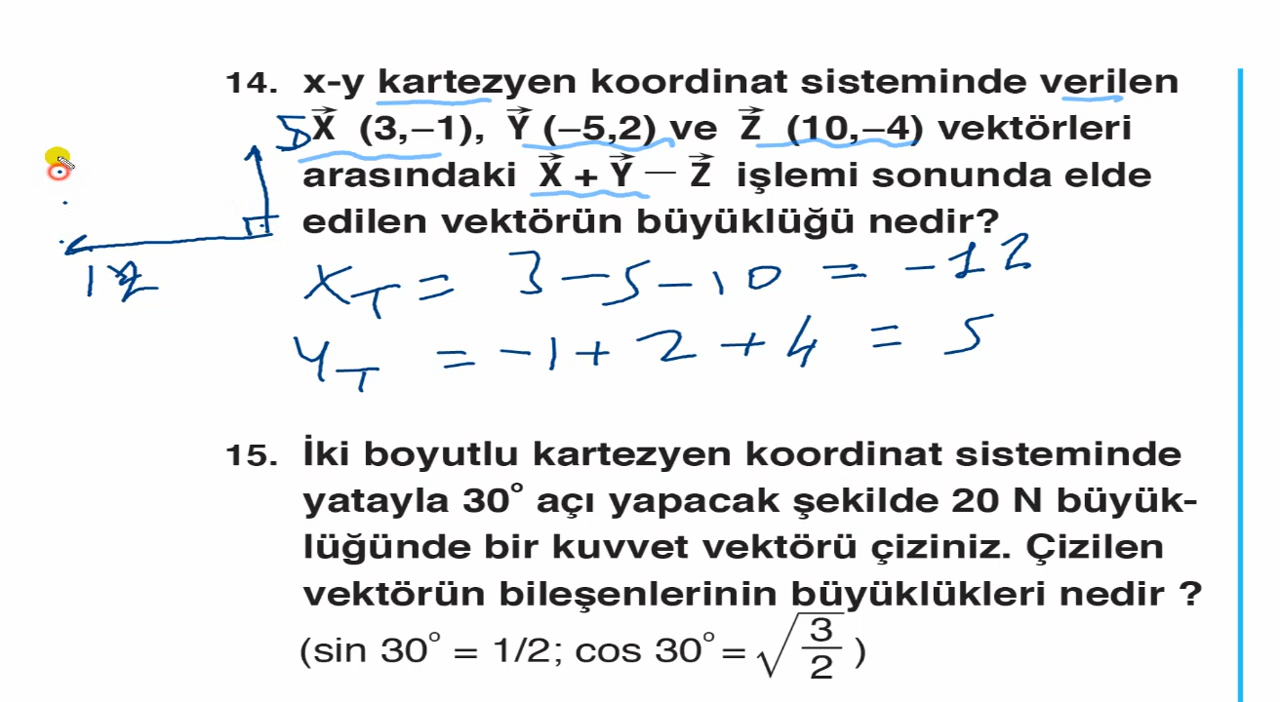 14. x-y kartezyen koordinat sisteminde verilen
X⃗ (3,−1), Y⃗ (−5,2) ve Z⃗ (10,−4) vektörleri
arasındaki X⃗ + Y⃗ − Z⃗ işlemi sonunda elde
edilen vektörün büyüklüğü nedir?
5
12
X_T = 3 − 5 − 10 = −12
Y_T = −1 + 2 + 4 = 5
15. İki boyutlu kartezyen koordinat sisteminde
yatayla 30° açı yapacak şekilde 20 N büyük-
lüğünde bir kuvvet vektörü çiziniz. Çizilen
vektörün bileşenlerinin büyüklükleri nedir ?
(sin 30° = 1/2; cos 30° = √(3/2) )